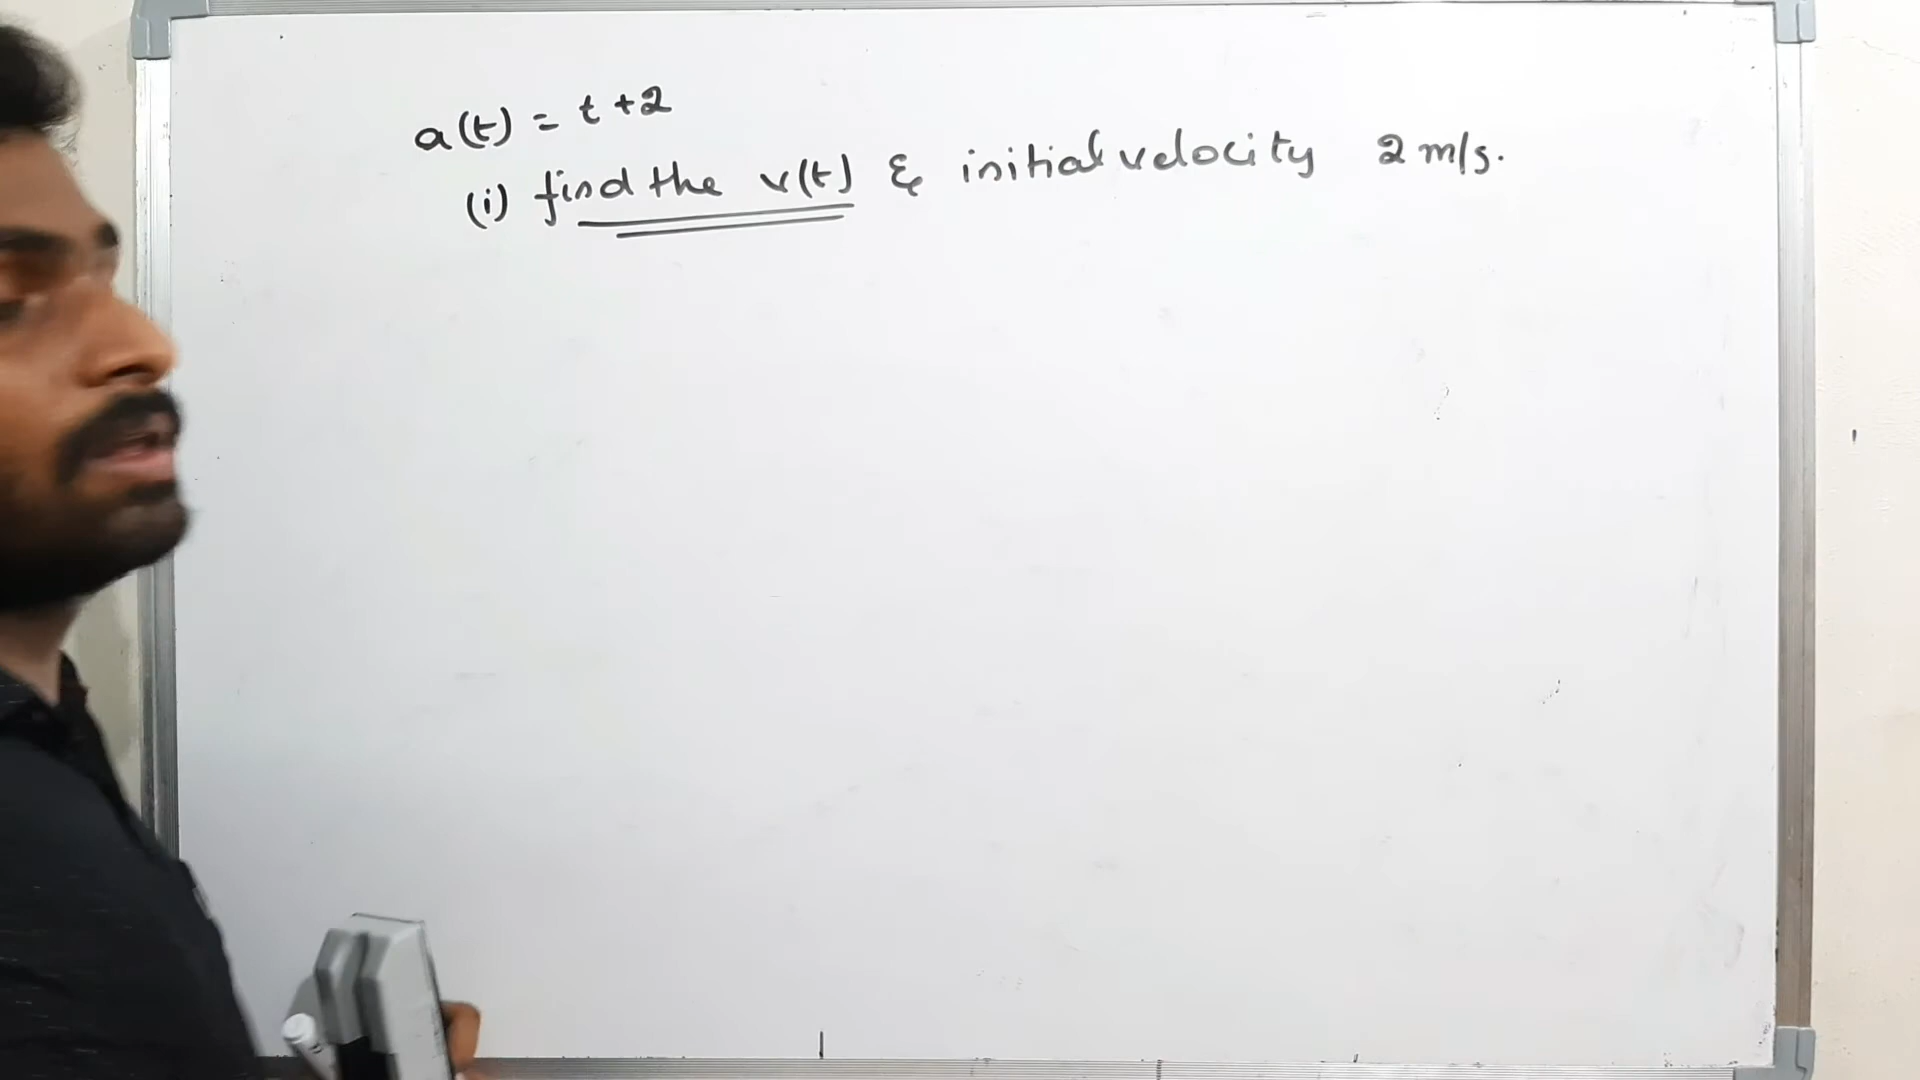 a(t) = t +2
(i) find the v(t) & initial velocity 2 m/s.